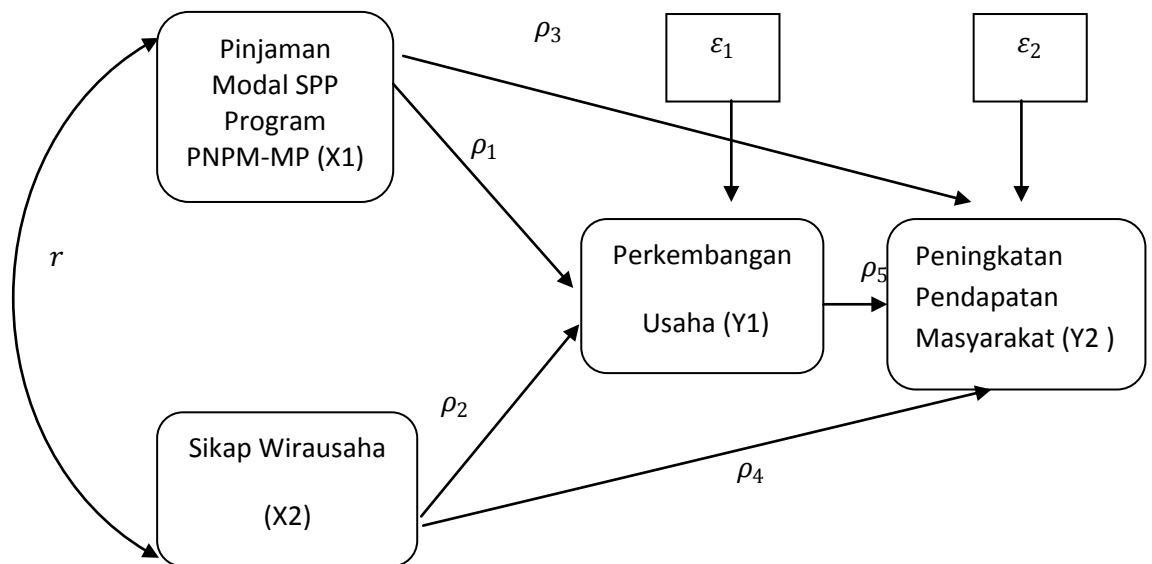 Pinjaman
Modal SPP
Program
PNPM-MP (X1)
ρ₃
ε₁
ε₂
ρ₁
r
Perkembangan
Usaha (Y1)
ρ₅
Peningkatan
Pendapatan
Masyarakat (Y2 )
ρ₂
Sikap Wirausaha
(X2)
ρ₄